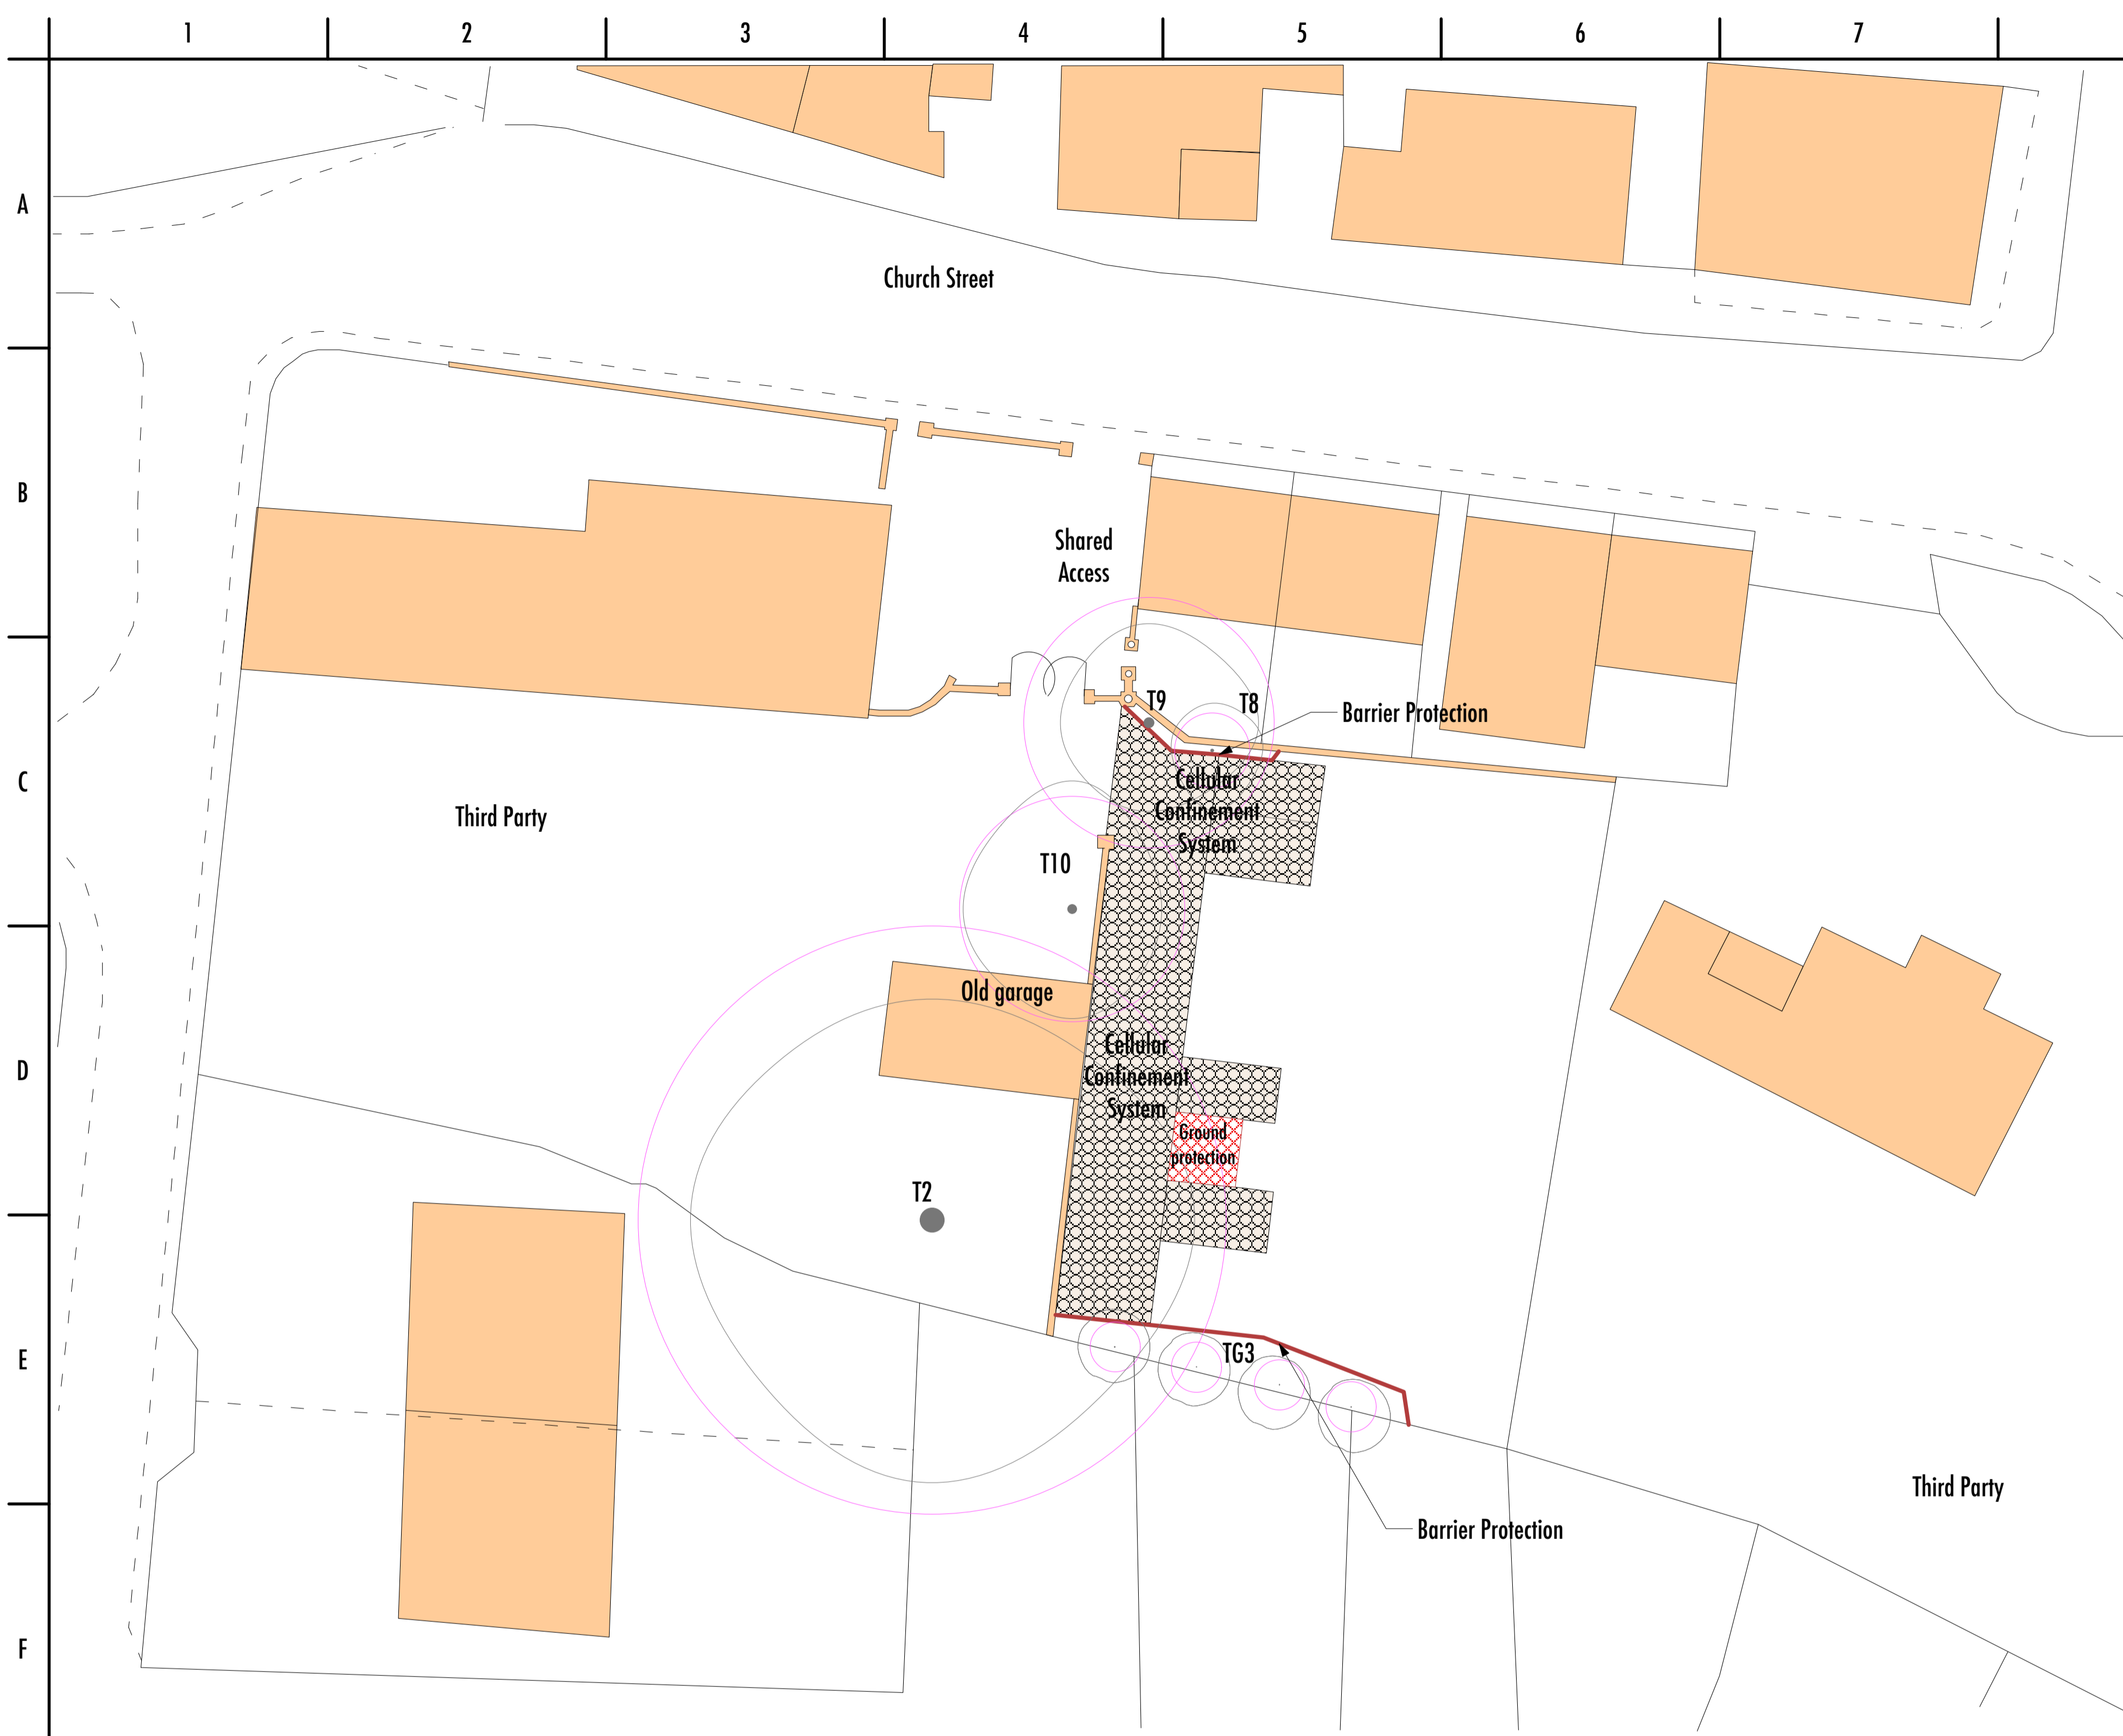 1 2 3 4 5 6 7
A
Church Street
B
Shared
Access
T9
T8
Barrier Protection
C
Cellular
Confinement
System
Third Party
T10
Old garage
D
Cellular
Confinement
System
Ground
protection
T2
E
TG3
Third Party
Barrier Protection
F